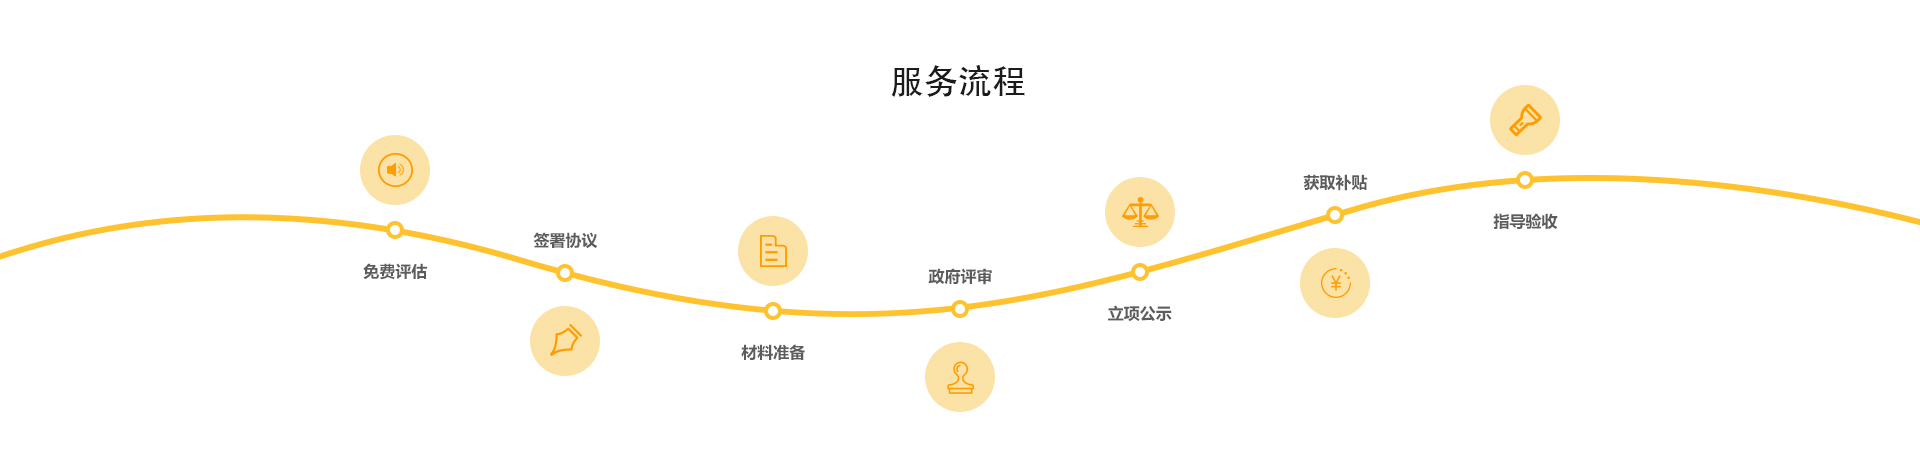 服务流程
免费评估
签署协议
材料准备
政府评审
立项公示
获取补贴
指导验收